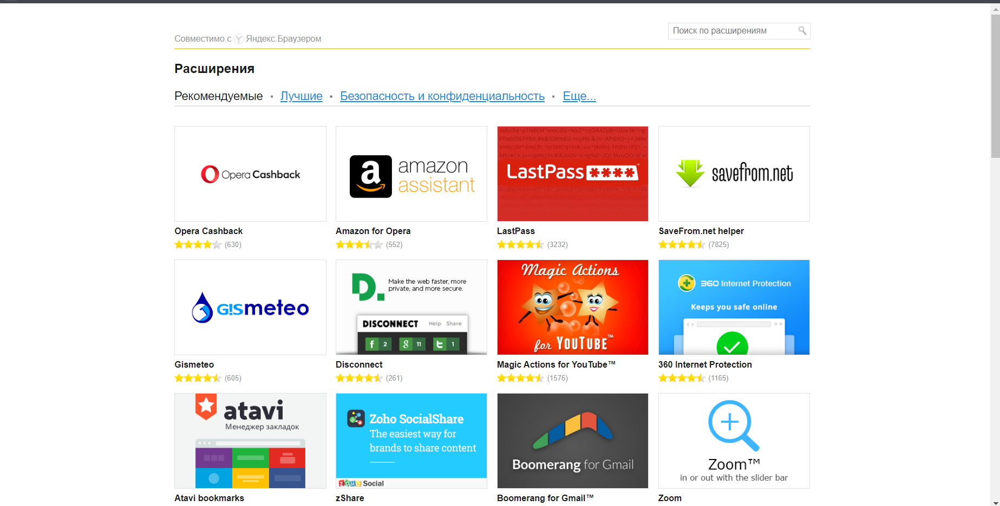 Совместимо с Яндекс.Браузером
Поиск по расширениям
Расширения
Рекомендуемые · Лучшие · Безопасность и конфиденциальность · Еще...
Opera Cashback
amazon
assistant
LastPass ****
savefrom.net
Opera Cashback
Amazon for Opera
LastPass
SaveFrom.net helper
(630)
(552)
(3232)
(7825)
GISmeteo
D.
Make the web faster, more
private, and more secure.
DISCONNECT Help Share
f 2 g 11 t 1
Magic Actions
for YouTube™
360 Internet Protection
Keeps you safe online
Gismeteo
Disconnect
Magic Actions for YouTube™
360 Internet Protection
(605)
(261)
(1576)
(1165)
atavi
Менеджер закладок
Zoho SocialShare
The easiest way for
brands to share content
ZOHO Social
Boomerang for Gmail
Zoom™
in or out with the slider bar
Atavi bookmarks
zShare
Boomerang for Gmail™
Zoom